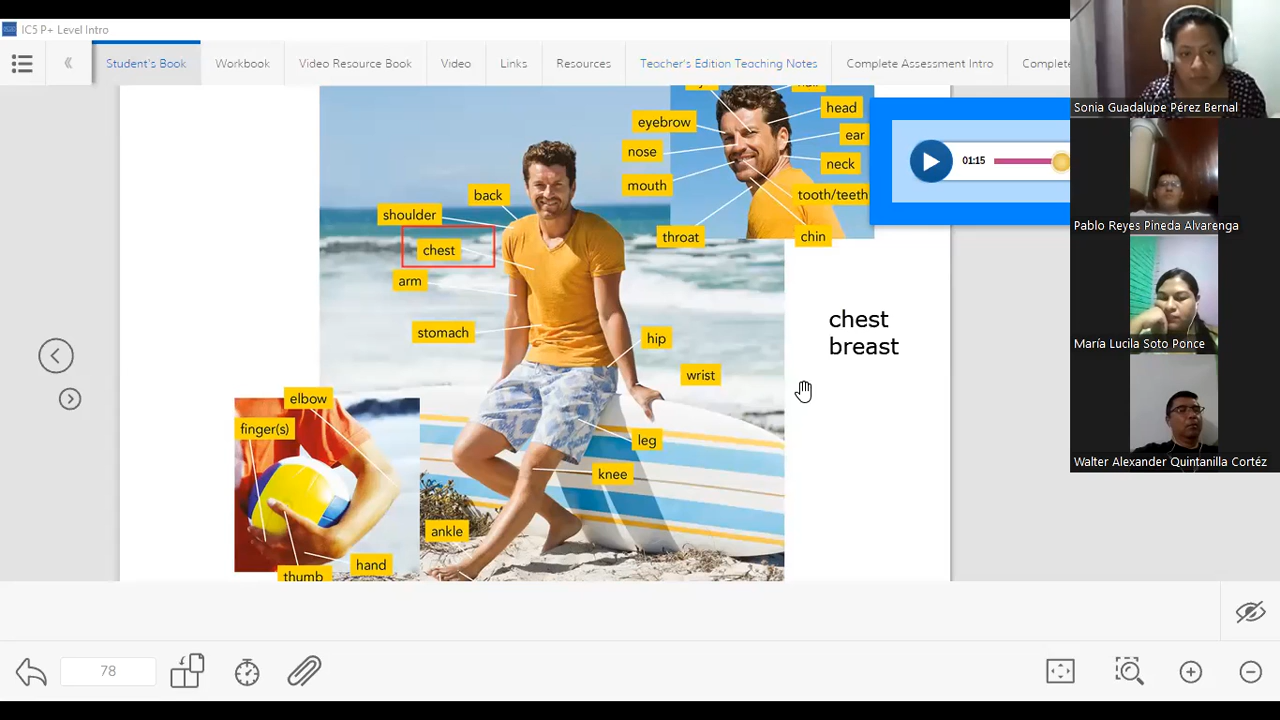 IC5 P+ Level Intro
Student's Book
Workbook
Video Resource Book
Video
Links
Resources
Teacher's Edition Teaching Notes
Complete Assessment Intro
Complete
Sonia Guadalupe Pérez Bernal
head
eyebrow
ear
nose
neck
mouth
tooth/teeth
throat
chin
01:15
back
shoulder
chest
arm
stomach
hip
wrist
leg
knee
ankle
elbow
finger(s)
hand
thumb
chest
breast
Pablo Reyes Pineda Alvarenga
María Lucila Soto Ponce
Walter Alexander Quintanilla Cortéz
78